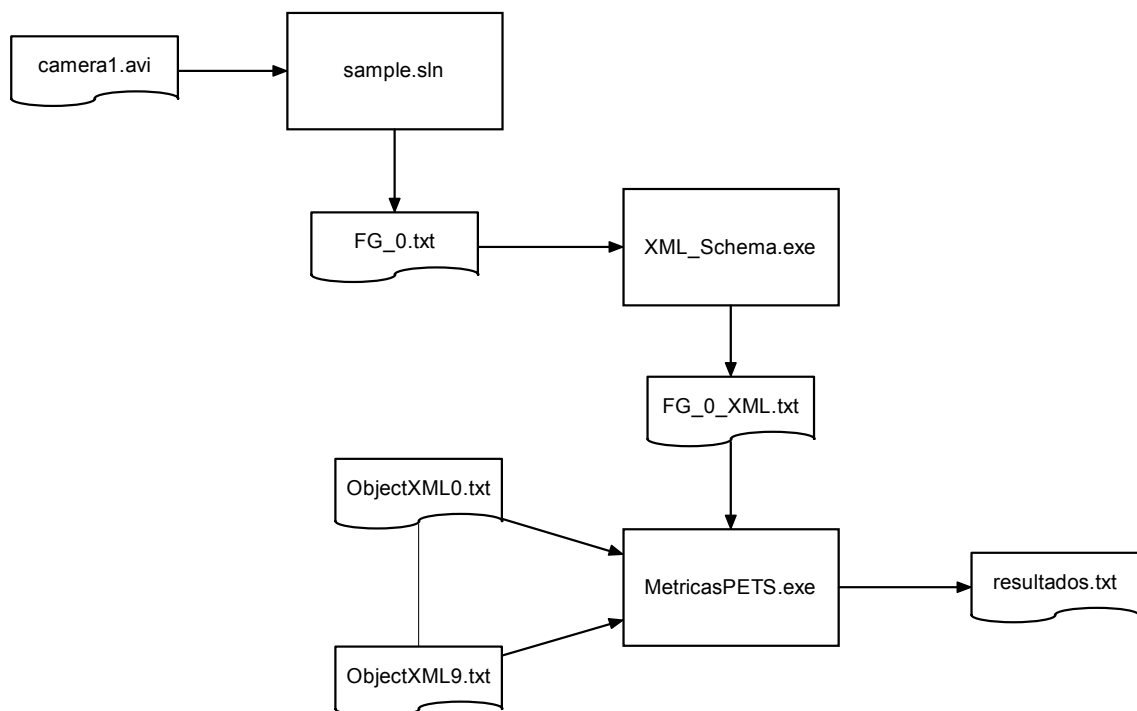 camera1.avi
sample.sln
FG_0.txt
XML_Schema.exe
FG_0_XML.txt
ObjectXML0.txt
MetricasPETS.exe
resultados.txt
ObjectXML9.txt